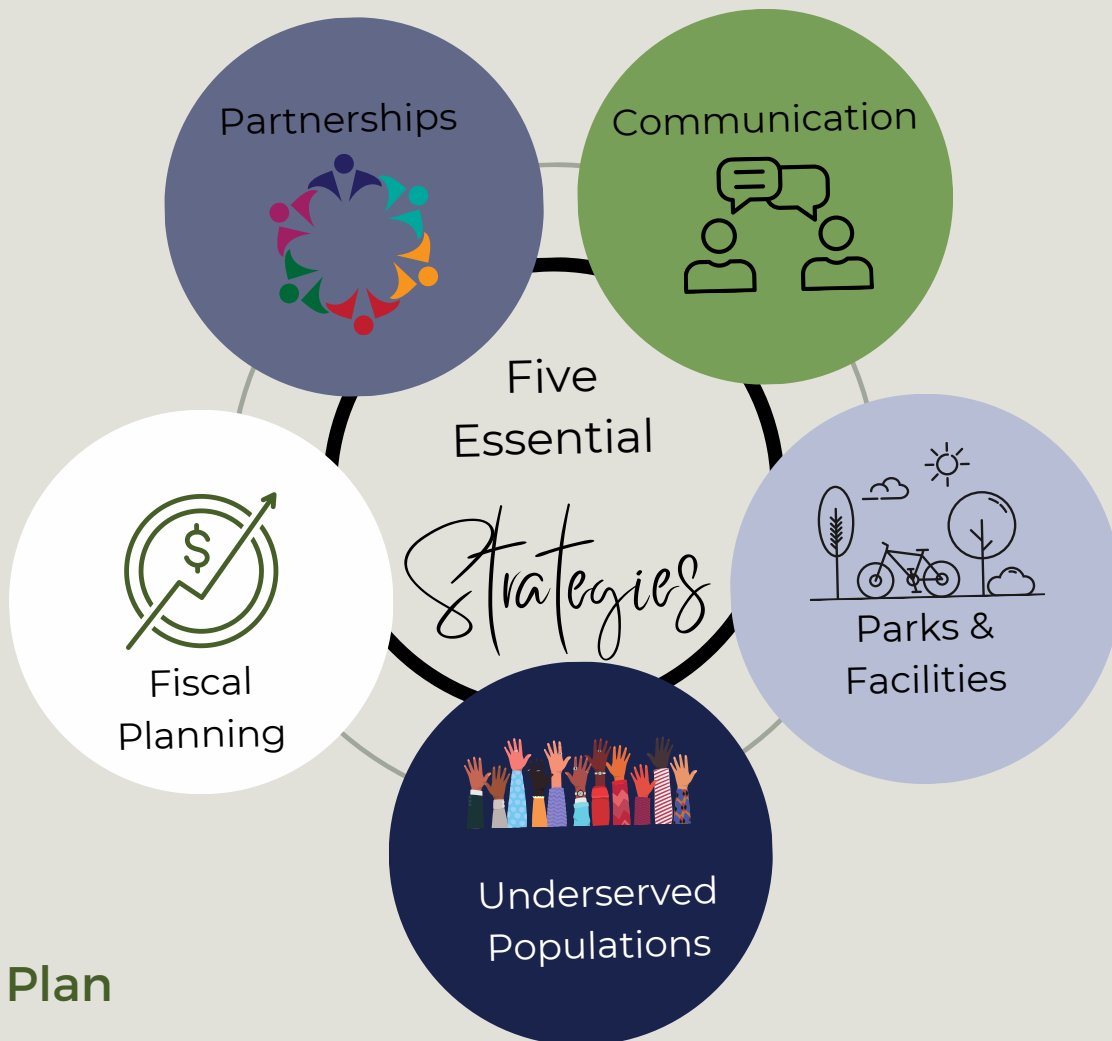 Partnerships
Communication
Five
Essential
Strategies
$
Parks &
Facilities
Fiscal
Planning
Underserved
Populations
Plan